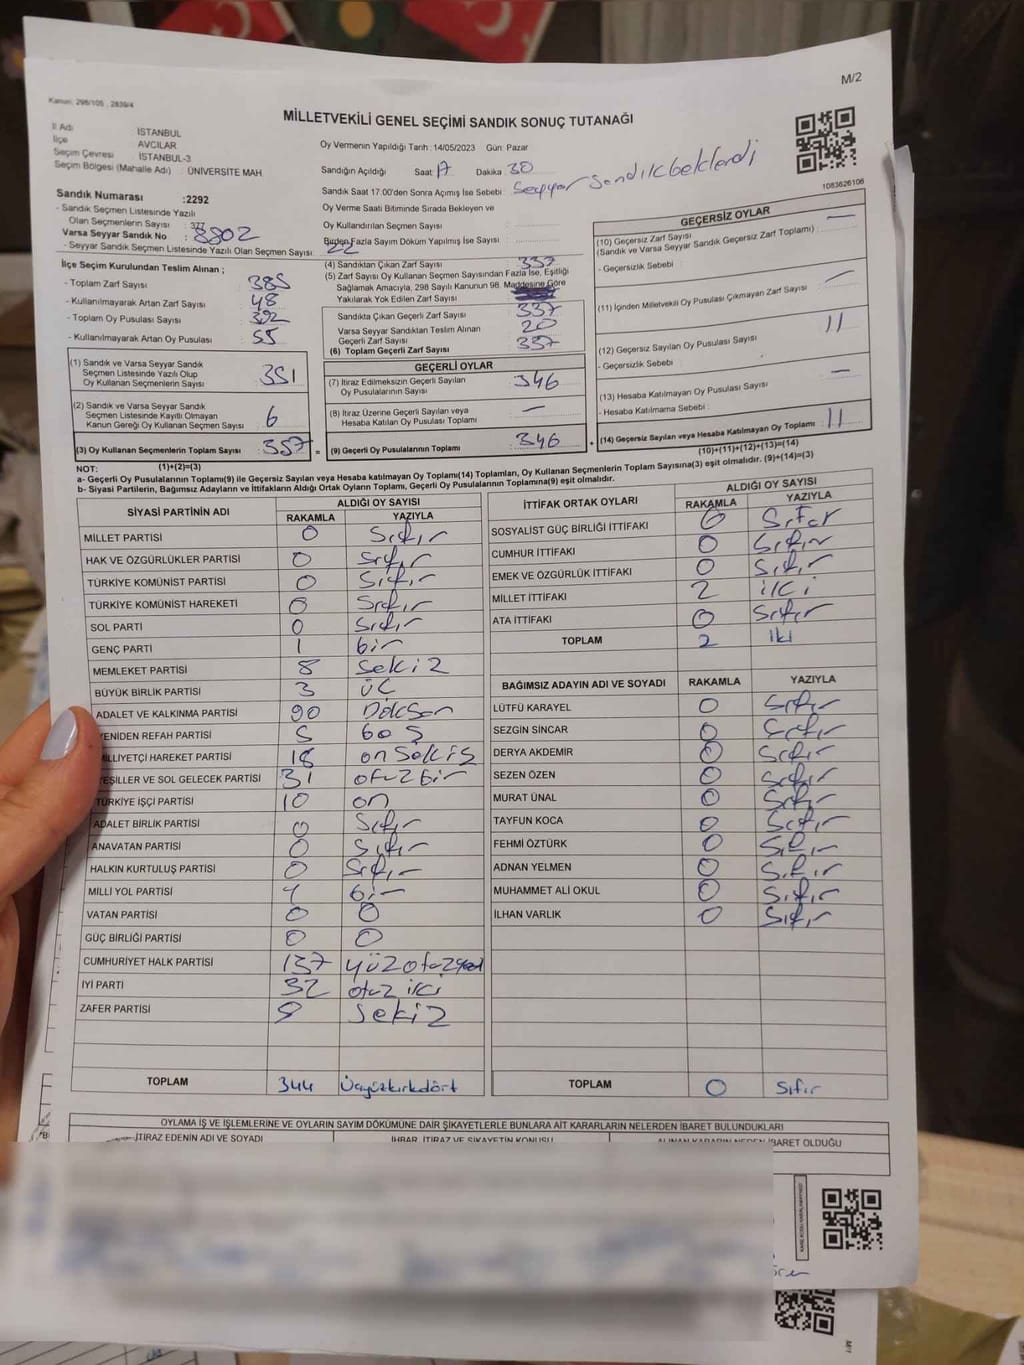 M/2
Kanun: 298/105 , 2839/4
MİLLETVEKİLİ GENEL SEÇİMİ SANDIK SONUÇ TUTANAĞI
İl Adı İSTANBUL
İlçe AVCILAR
Seçim Çevresi İSTANBUL-3
Seçim Bölgesi (Mahalle Adı) : ÜNİVERSİTE MAH.
Sandık Numarası :2292
- Sandık Seçmen Listesinde Yazılı
Olan Seçmenlerin Sayısı : 377
Varsa Seyyar Sandık No : 8802
- Seyyar Sandık Seçmen Listesinde Yazılı Olan Seçmen Sayısı: 22
Oy Vermenin Yapıldığı Tarih :14/05/2023 Gün: Pazar
Sandığın Açıldığı Saat 17 Dakika 30
Sandık Saat 17.00'den Sonra Açımış İse Sebebi : Seyyar Sandık beklendi
Oy Verme Saati Bitiminde Sırada Bekleyen ve
Oy Kullandırılan Seçmen Sayısı
Birden Fazla Sayım Döküm Yapılmış İse Sayısı :
1083626106
İlçe Seçim Kurulundan Teslim Alınan ;
- Toplam Zarf Sayısı : 385
- Kullanılmayarak Artan Zarf Sayısı : 48
- Toplam Oy Pusulası Sayısı : 392
- Kullanılmayarak Artan Oy Pusulası : 55
(4) Sandıktan Çıkan Zarf Sayısı : 337
(5) Zarf Sayısı Oy Kullanan Seçmen Sayısından Fazla İse, Eşitliği
Sağlamak Amacıyla, 298 Sayılı Kanunun 98. Maddesine Göre
Yakılarak Yok Edilen Zarf Sayısı
Sandıkta Çıkan Geçerli Zarf Sayısı : 337
Varsa Seyyar Sandıktan Teslim Alınan
Geçerli Zarf Sayısı : 20
(6) Toplam Geçerli Zarf Sayısı : 357
GEÇERSİZ OYLAR
(10) Geçersiz Zarf Sayısı —
(Sandık ve Varsa Seyyar Sandık Geçersiz Zarf Toplamı) :
- Geçersizlik Sebebi :
(11) İçinden Milletvekili Oy Pusulası Çıkmayan Zarf Sayısı : —
(12) Geçersiz Sayılan Oy Pusulası Sayısı : 11
- Geçersizlik Sebebi :
(13) Hesaba Katılmayan Oy Pusulası Sayısı : —
- Hesaba Katılmama Sebebi :
(14) Geçersiz Sayılan veya Hesaba Katılmayan Oy Toplamı : 11
(10)+(11)+(12)+(13)=(14)
(1) Sandık ve Varsa Seyyar Sandık
Seçmen Listesinde Yazılı Olup
Oy Kullanan Seçmenlerin Sayısı : 351
(2) Sandık ve Varsa Seyyar Sandık
Seçmen Listesinde Kayıtlı Olmayan
Kanun Gereği Oy Kullanan Seçmen Sayısı : 6
(3) Oy Kullanan Seçmenlerin Toplam Sayısı : 357 =
(1)+(2)=(3)
GEÇERLİ OYLAR
(7) İtiraz Edilmeksizin Geçerli Sayılan
Oy Pusulalarının Sayısı : 346
(8) İtiraz Üzerine Geçerli Sayılan veya
Hesaba Katılan Oy Pusulası Toplamı : —
(9) Geçerli Oy Pusulalarının Toplamı : 346 +
NOT:
a- Geçerli Oy Pusulalarının Toplamı(9) ile Geçersiz Sayılan veya Hesaba katılmayan Oy Toplamı(14) Toplamları, Oy Kullanan Seçmenlerin Toplam Sayısına(3) eşit olmalıdır. (9)+(14)=(3)
b- Siyasi Partilerin, Bağımsız Adayların ve İttifakların Aldığı Ortak Oyların Toplamı, Geçerli Oy Pusulalarının Toplamına(9) eşit olmalıdır.
SİYASİ PARTİNİN ADI ALDIĞI OY SAYISI
RAKAMLA YAZIYLA
MİLLET PARTİSİ 0 Sıfır
HAK VE ÖZGÜRLÜKLER PARTİSİ 0 Sıfır
TÜRKİYE KOMÜNİST PARTİSİ 0 Sıfır
TÜRKİYE KOMÜNİST HAREKETİ 0 Sıfır
SOL PARTİ 0 Sıfır
GENÇ PARTİ 1 bir
MEMLEKET PARTİSİ 8 Sekiz
BÜYÜK BİRLİK PARTİSİ 3 ÜÇ
ADALET VE KALKINMA PARTİSİ 90 Doksan
YENİDEN REFAH PARTİSİ 5 beş
MİLLİYETÇİ HAREKET PARTİSİ 18 on Sekiz
YEŞİLLER VE SOL GELECEK PARTİSİ 31 otuz bir
TÜRKİYE İŞÇİ PARTİSİ 10 on
ADALET BİRLİK PARTİSİ 0 Sıfır
ANAVATAN PARTİSİ 0 Sıfır
HALKIN KURTULUŞ PARTİSİ 0 Sıfır
MİLLİ YOL PARTİSİ 1 bir
VATAN PARTİSİ 0 0
GÜÇ BİRLİĞİ PARTİSİ 0 0
CUMHURİYET HALK PARTİSİ 137 yüz otuz yedi
İYİ PARTİ 32 otuz iki
ZAFER PARTİSİ 8 Sekiz
TOPLAM 344 Üçyüzkırkdört
İTTİFAK ORTAK OYLARI ALDIĞI OY SAYISI
RAKAMLA YAZIYLA
SOSYALİST GÜÇ BİRLİĞİ İTTİFAKI 0 Sıfır
CUMHUR İTTİFAKI 0 Sıfır
EMEK VE ÖZGÜRLÜK İTTİFAKI 0 Sıfır
MİLLET İTTİFAKI 2 iki
ATA İTTİFAKI 0 Sıfır
TOPLAM 2 iki
BAĞIMSIZ ADAYIN ADI VE SOYADI RAKAMLA YAZIYLA
LÜTFÜ KARAYEL 0 Sıfır
SEZGİN SİNCAR 0 Sıfır
DERYA AKDEMİR 0 Sıfır
SEZEN ÖZEN 0 Sıfır
MURAT ÜNAL 0 Sıfır
TAYFUN KOCA 0 Sıfır
FEHMİ ÖZTÜRK 0 Sıfır
ADNAN YELMEN 0 Sıfır
MUHAMMET ALİ OKUL 0 Sıfır
İLHAN VARLIK 0 Sıfır
TOPLAM 0 Sıfır
OYLAMA İŞ VE İŞLEMLERİNE VE OYLARIN SAYIM DÖKÜMÜNE DAİR ŞİKAYETLERLE BUNLARA AİT KARARLARIN NELERDEN İBARET BULUNDUKLARI
İTİRAZ EDENİN ADI VE SOYADI İHBAR, İTİRAZ VE ŞİKAYETİN KONUSU ALINAN KARARIN NEDEN İBARET OLDUĞU
M/1